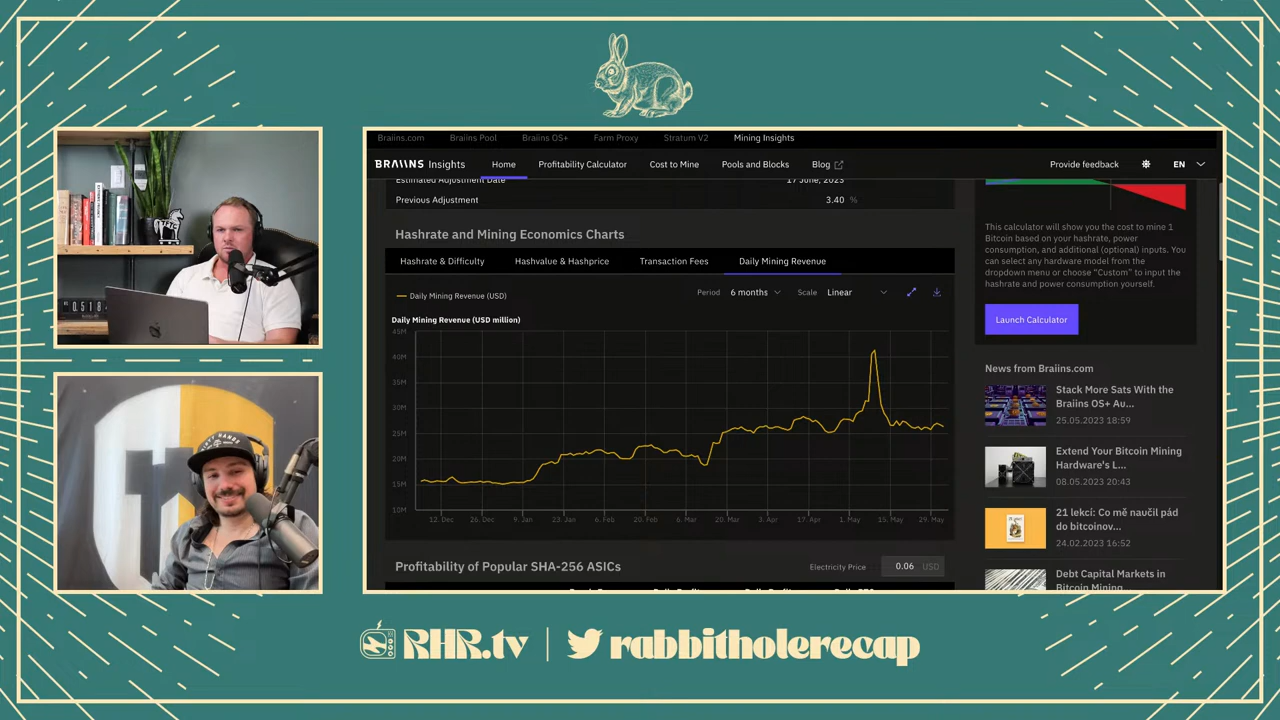 Braiins.com Braiins Pool Braiins OS+ Farm Proxy Stratum V2 Mining Insights
BRAIINS Insights Home Profitability Calculator Cost to Mine Pools and Blocks Blog Provide feedback EN
Estimated Adjustment Date 17 June, 2023
Previous Adjustment 3.40 %
Hashrate and Mining Economics Charts
Hashrate & Difficulty Hashvalue & Hashprice Transaction Fees Daily Mining Revenue
Daily Mining Revenue (USD) Period 6 months Scale Linear
Daily Mining Revenue (USD million)
45M
40M
35M
30M
25M
20M
15M
10M
12. Dec 26. Dec 9. Jan 23. Jan 6. Feb 20. Feb 6. Mar 20. Mar 3. Apr 17. Apr 1. May 15. May 29. May
Profitability of Popular SHA-256 ASICs Electricity Price 0.06 USD
This calculator will show you the cost to mine 1
Bitcoin based on your hashrate, power
consumption, and additional (optional) inputs. You
can select any hardware model from the
dropdown menu or choose "Custom" to input the
hashrate and power consumption yourself.
Launch Calculator
News from Braiins.com
Stack More Sats With the
Braiins OS+ Au...
25.05.2023 18:59
Extend Your Bitcoin Mining
Hardware's L...
08.05.2023 20:43
21 lekcí: Co mě naučil pád
do bitcoinov...
24.02.2023 16:52
Debt Capital Markets in
Bitcoin Mining
RHR.tv | rabbitholerecap